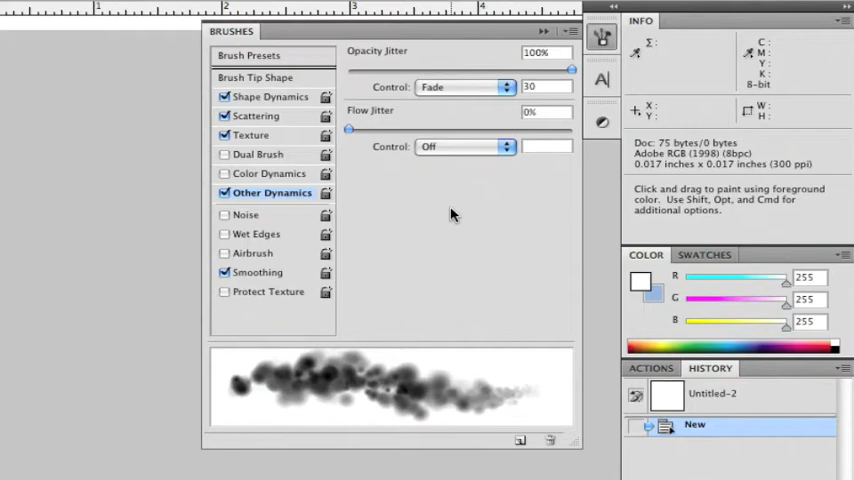 1 2 3 4
BRUSHES
Brush Presets
Brush Tip Shape
Shape Dynamics
Scattering
Texture
Dual Brush
Color Dynamics
Other Dynamics
Noise
Wet Edges
Airbrush
Smoothing
Protect Texture
Opacity Jitter 100%
Control: Fade 30
Flow Jitter 0%
Control: Off
A
INFO
Σ: C:
M:
Y:
K:
8-bit
X: W:
Y: H:
Doc: 75 bytes/0 bytes
Adobe RGB (1998) (8bpc)
0.017 inches x 0.017 inches (300 ppi)
Click and drag to paint using foreground
color. Use Shift, Opt, and Cmd for
additional options.
COLOR SWATCHES
R 255
G 255
B 255
ACTIONS HISTORY
Untitled-2
New